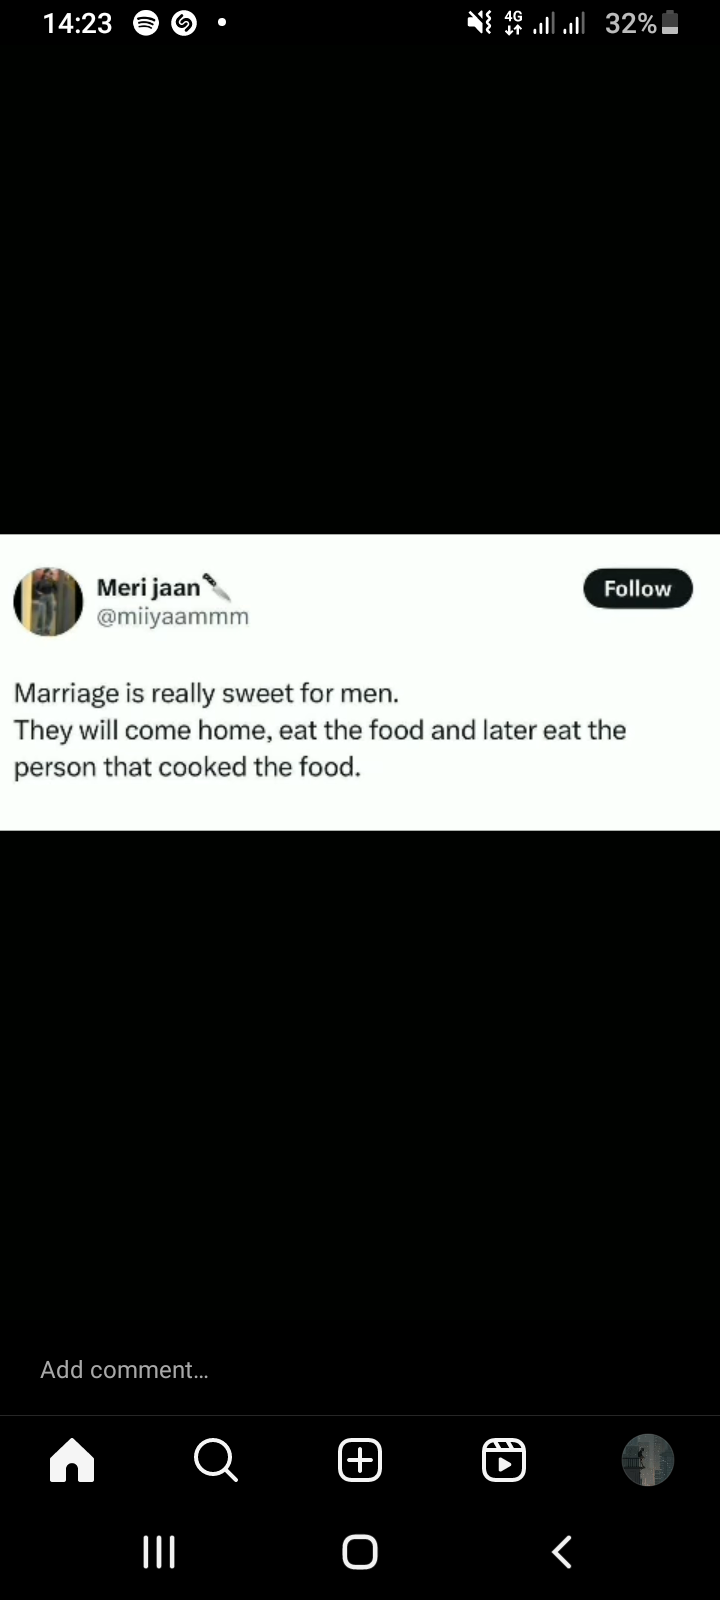 14:23
4G
32%
Meri jaan🔪
@miiyaammm
Follow
Marriage is really sweet for men.
They will come home, eat the food and later eat the
person that cooked the food.
Add comment...